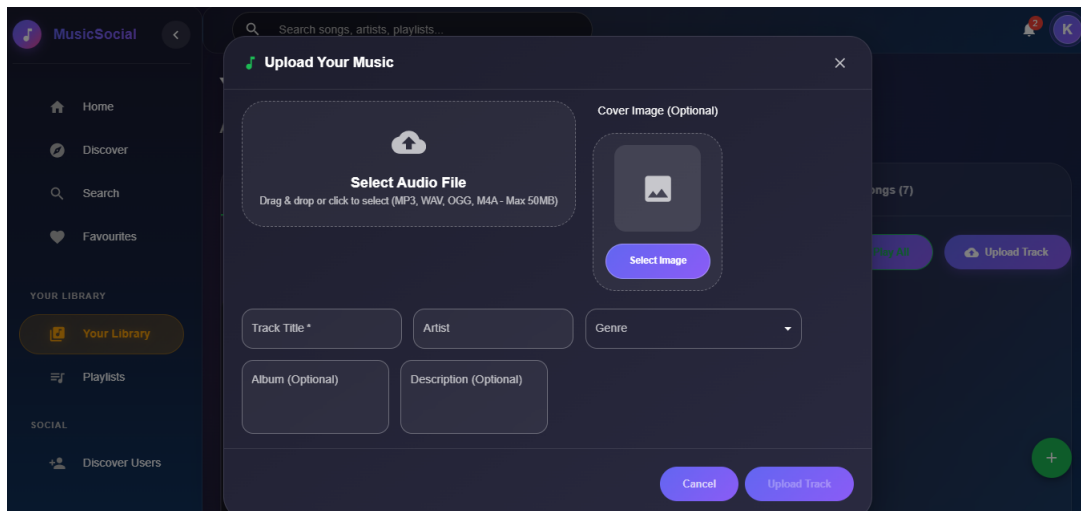 MusicSocial
Search songs, artists, playlists...
2
K
Home
Discover
Search
Favourites
YOUR LIBRARY
Your Library
Playlists
SOCIAL
Discover Users
Upload Your Music
Select Audio File
Drag & drop or click to select (MP3, WAV, OGG, M4A - Max 50MB)
Cover Image (Optional)
Select Image
Track Title *
Artist
Genre
Album (Optional)
Description (Optional)
Cancel
Upload Track
(7)
Upload Track